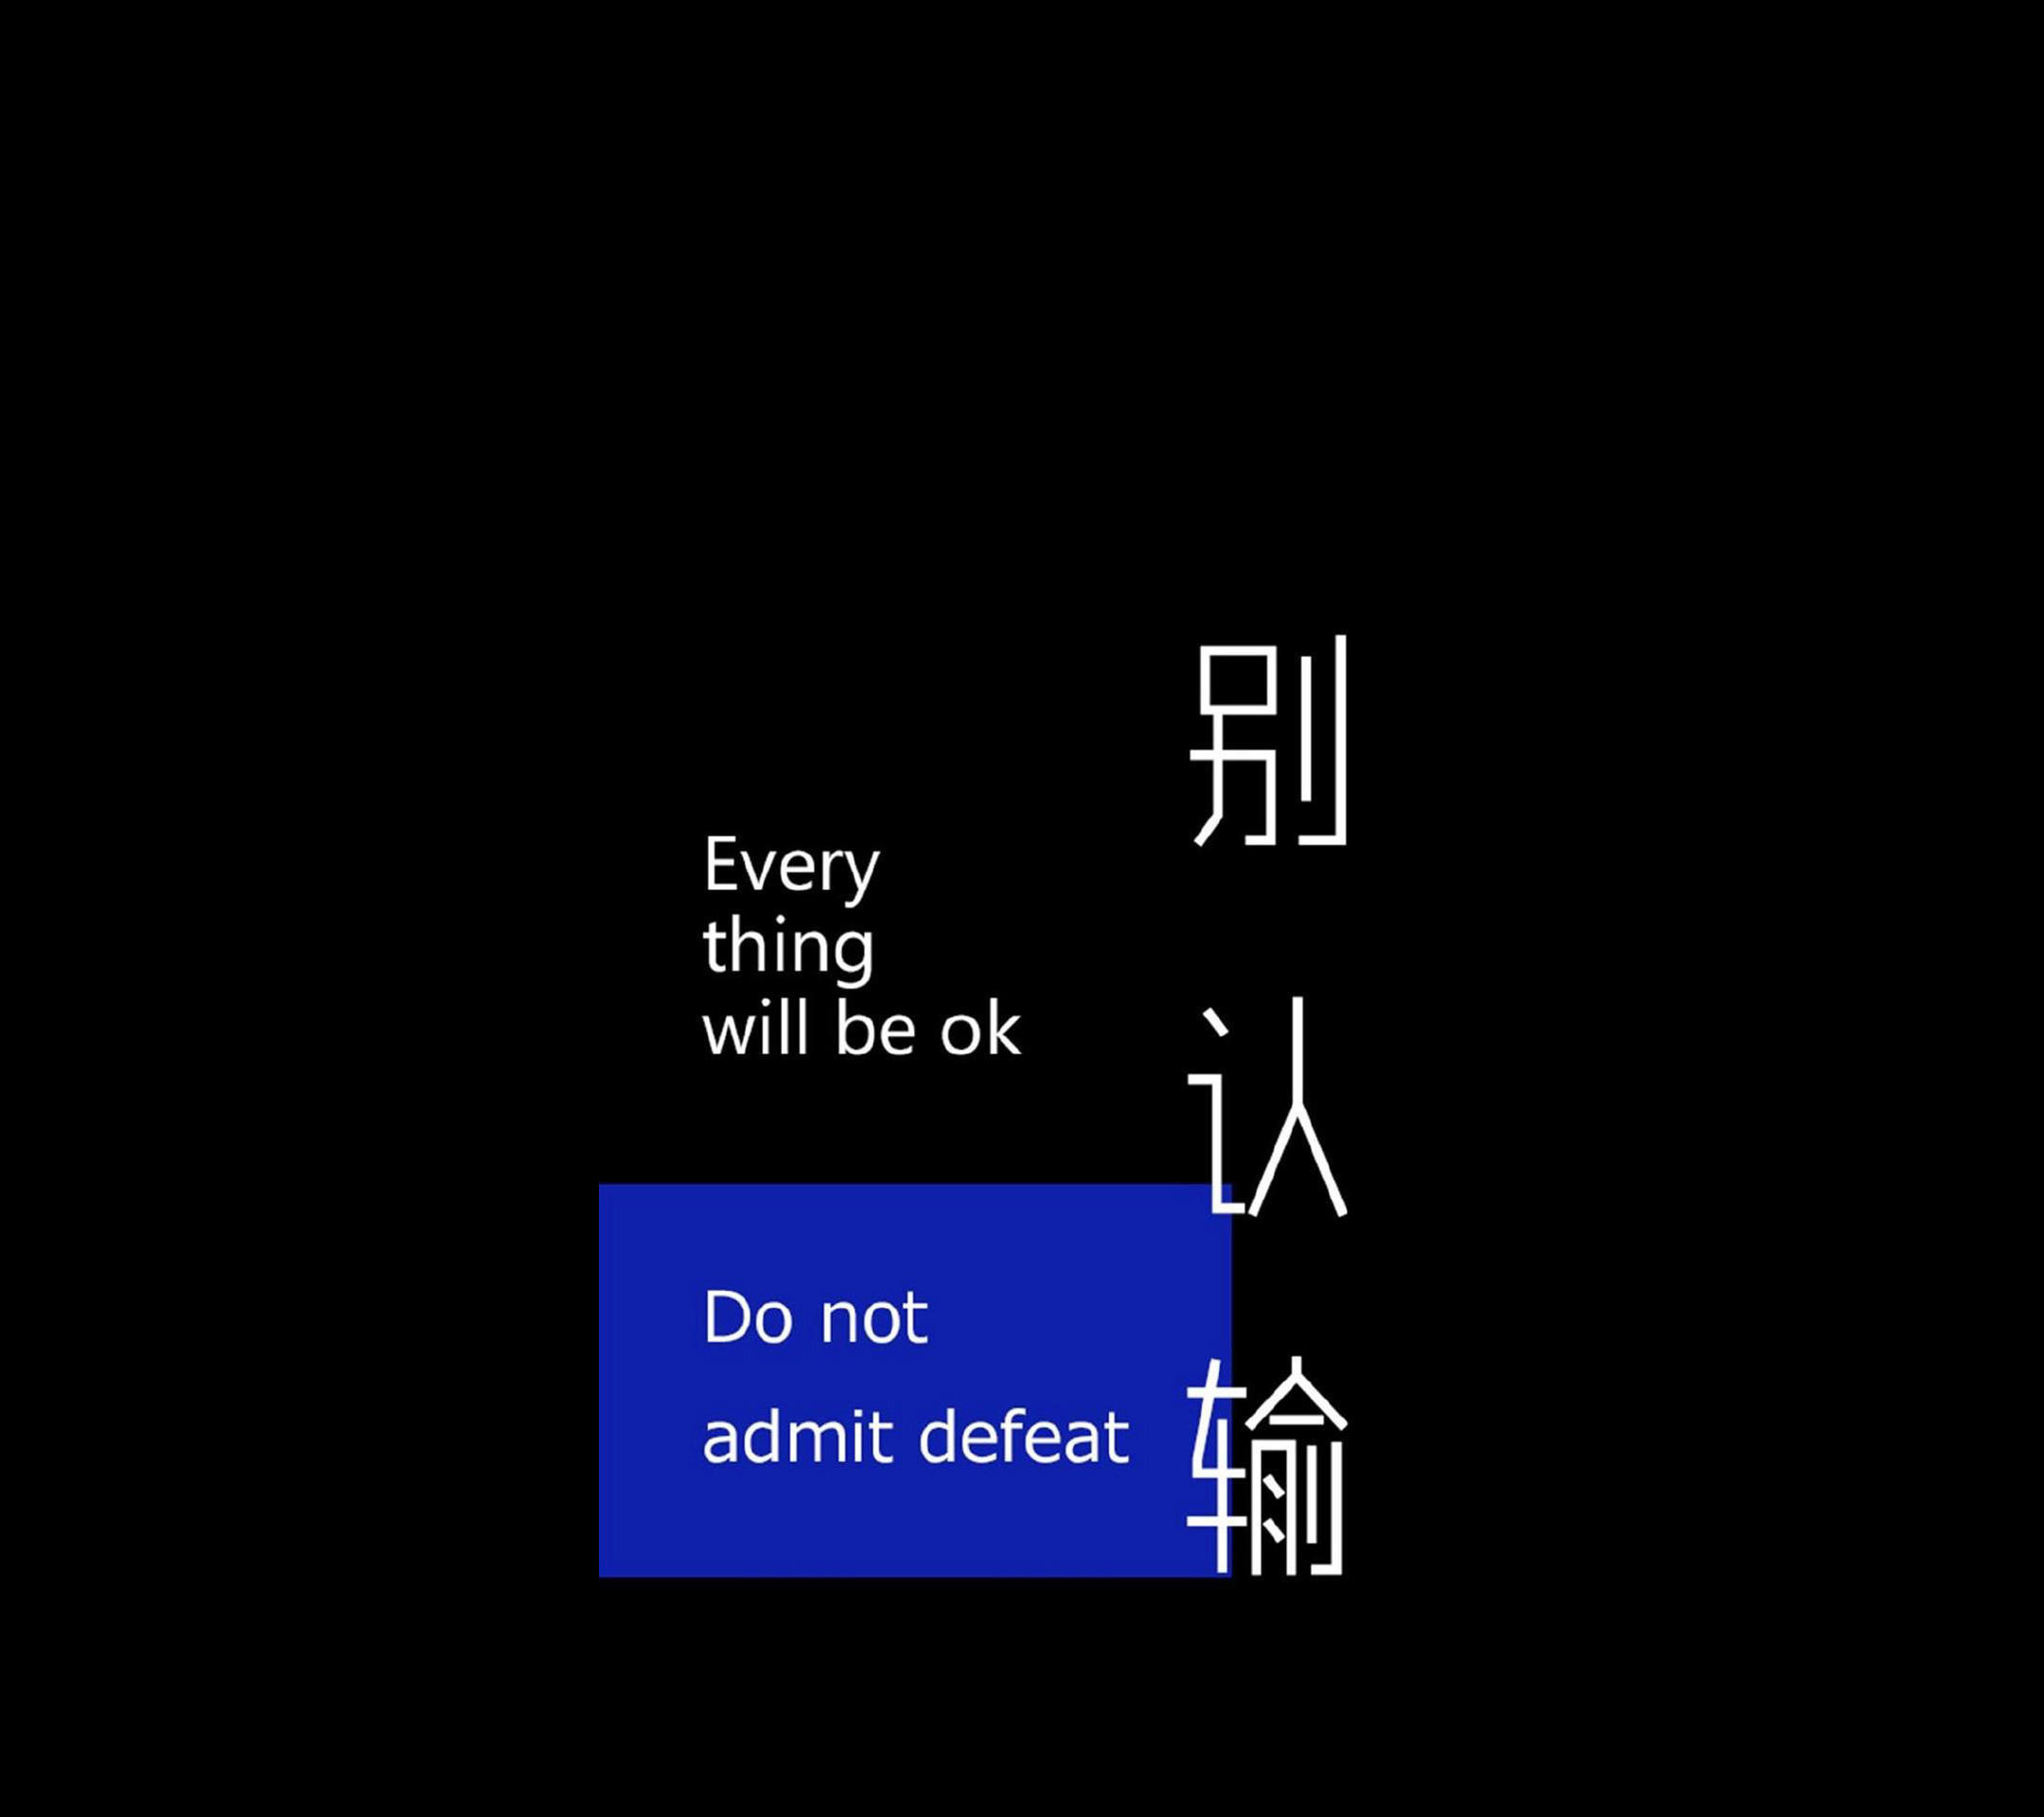 Every
thing
will be ok
Do not
admit defeat
别认输